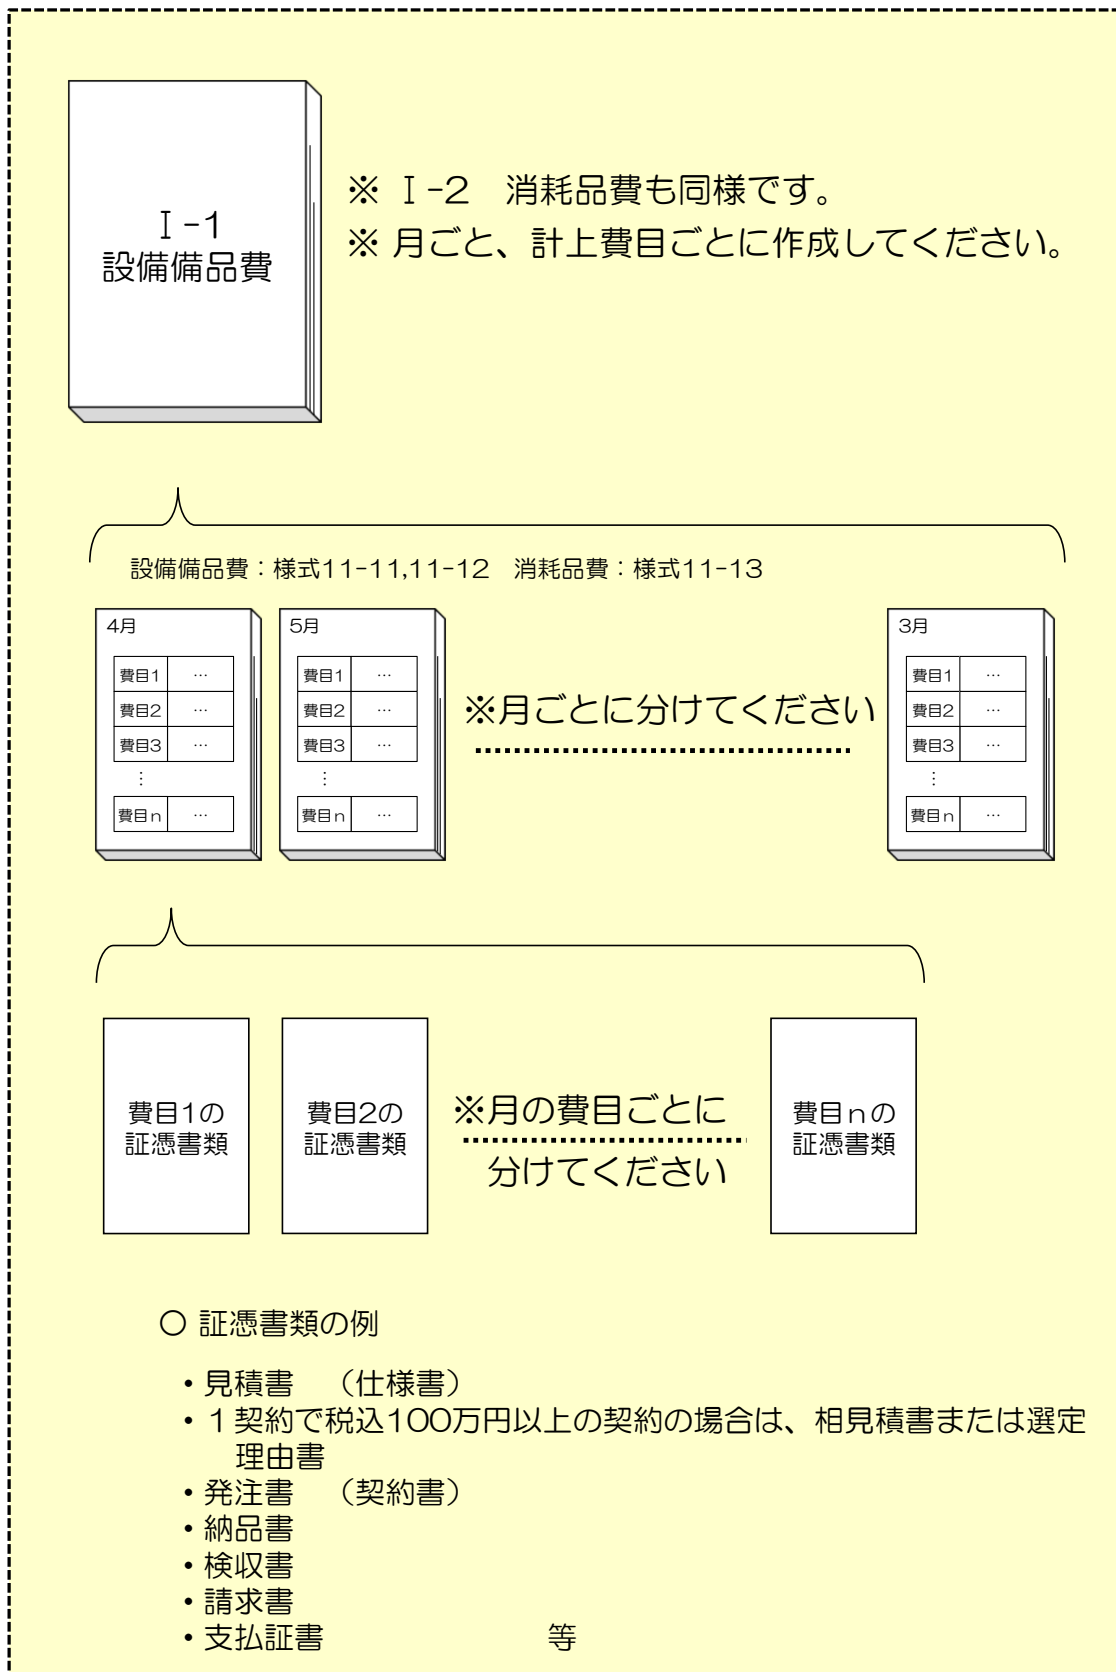 Ⅰ-1
設備備品費
※ Ⅰ-2　消耗品費も同様です。
※ 月ごと、計上費目ごとに作成してください。
設備備品費：様式11-11,11-12　消耗品費：様式11-13
4月
費目1 …
費目2 …
費目3 …
⋮
費目n …
5月
費目1 …
費目2 …
費目3 …
⋮
費目n …
※月ごとに分けてください
3月
費目1 …
費目2 …
費目3 …
⋮
費目n …
費目1の
証憑書類
費目2の
証憑書類
※月の費目ごとに
分けてください
費目nの
証憑書類
○ 証憑書類の例
・見積書　（仕様書）
・１契約で税込100万円以上の契約の場合は、相見積書または選定
理由書
・発注書　（契約書）
・納品書
・検収書
・請求書
・支払証書　　　　　　　等